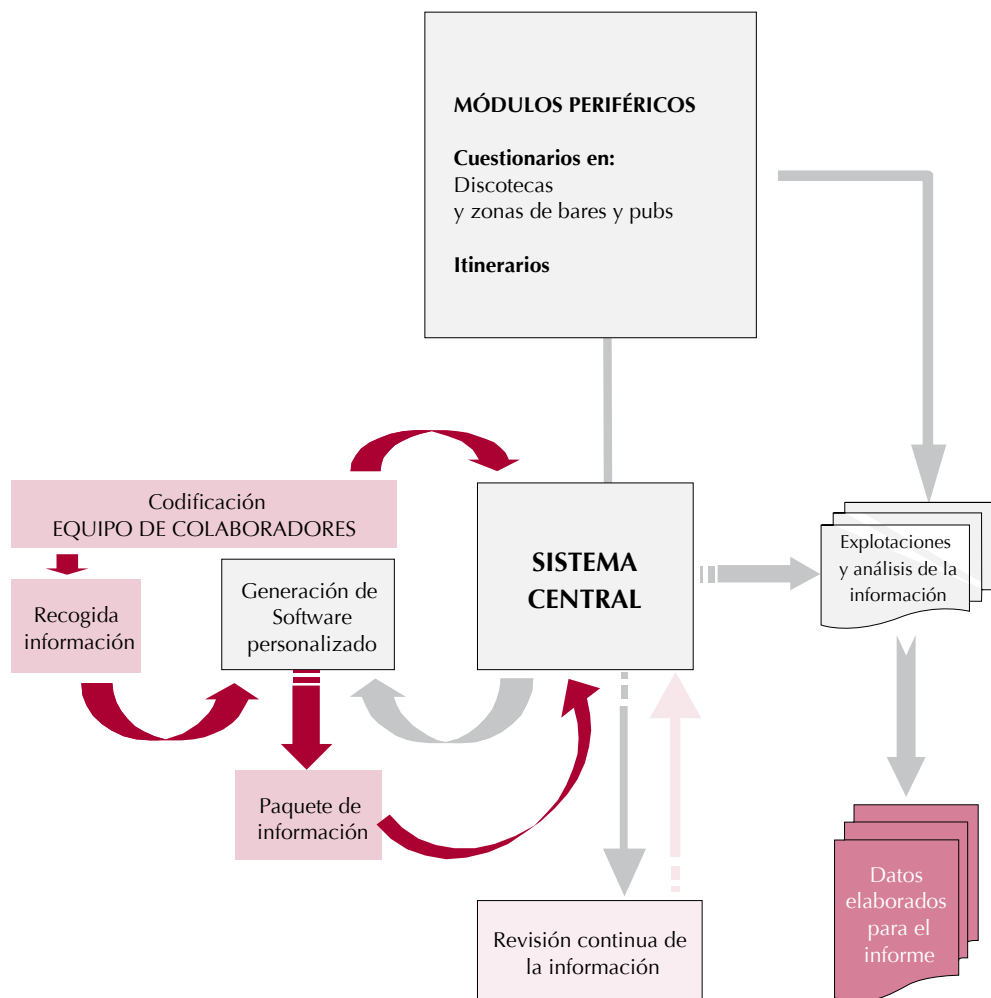 MÓDULOS PERIFÉRICOS
Cuestionarios en:
Discotecas
y zonas de bares y pubs
Itinerarios
Codificación
EQUIPO DE COLABORADORES
Recogida
información
Generación de
Software
personalizado
SISTEMA
CENTRAL
Explotaciones
y análisis de la
información
Paquete de
información
Revisión continua de
la información
Datos
elaborados
para el
informe